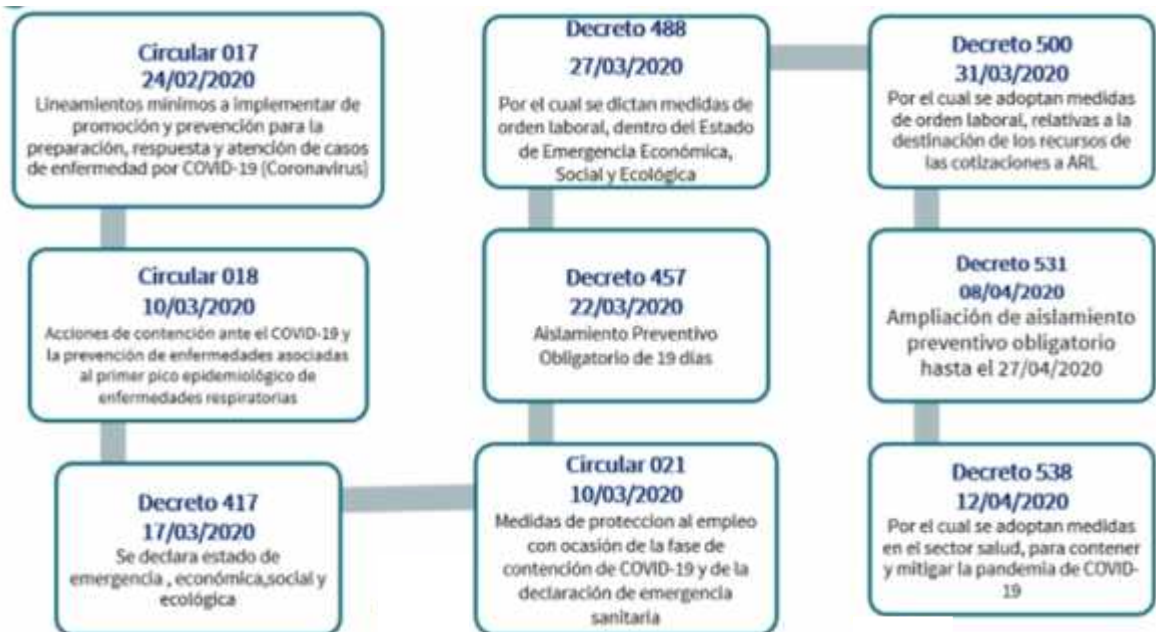 Circular 017
24/02/2020
Lineamientos mínimos a implementar de
promoción y prevención para la
preparación, respuesta y atención de casos
de enfermedad por COVID-19 (Coronavirus)
Circular 018
10/03/2020
Acciones de contención ante el COVID-19 y
la prevención de enfermedades asociadas
al primer pico epidemiológico de
enfermedades respiratorias
Decreto 417
17/03/2020
Se declara estado de
emergencia , económica,social y
ecológica
Circular 021
10/03/2020
Medidas de proteccion al empleo
con ocasión de la fase de
contención de COVID-19 y de la
declaración de emergencia
sanitaria
Decreto 457
22/03/2020
Aislamiento Preventivo
Obligatorio de 19 días
Decreto 488
27/03/2020
Por el cual se dictan medidas de
orden laboral, dentro del Estado
de Emergencia Económica,
Social y Ecológica
Decreto 500
31/03/2020
Por el cual se adoptan medidas
de orden laboral, relativas a la
destinación de los recursos de
las cotizaciones a ARL
Decreto 531
08/04/2020
Ampliación de aislamiento
preventivo obligatorio
hasta el 27/04/2020
Decreto 538
12/04/2020
Por el cual se adoptan medidas
en el sector salud, para contener
y mitigar la pandemia de COVID-
19